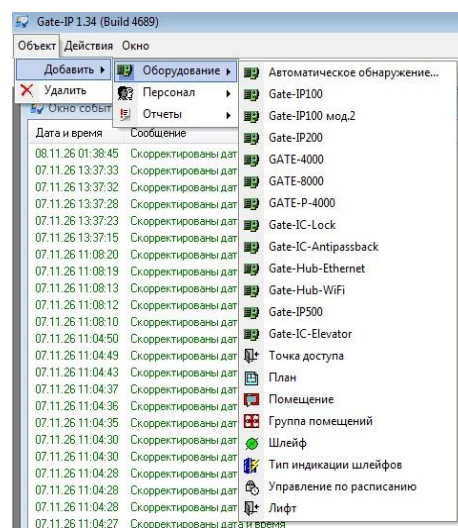 Gate-IP 1.34 (Build 4689)
Объект Действия Окно
Добавить
Удалить
Оборудование
Персонал
Отчеты
Автоматическое обнаружение...
Gate-IP100
Gate-IP100 мод.2
Gate-IP200
GATE-4000
GATE-8000
GATE-P-4000
Gate-IC-Lock
Gate-IC-Antipassback
Gate-Hub-Ethernet
Gate-Hub-WiFi
Gate-IP500
Gate-IC-Elevator
Точка доступа
План
Помещение
Группа помещений
Шлейф
Тип индикации шлейфов
Управление по расписанию
Лифт
Окно событ
Дата и время Сообщение
08.11.26 01:38:45 Скорректированы дат
07.11.26 13:37:33 Скорректированы дат
07.11.26 13:37:32 Скорректированы дат
07.11.26 13:37:28 Скорректированы дат
07.11.26 13:37:23 Скорректированы дат
07.11.26 13:37:15 Скорректированы дат
07.11.26 11:08:20 Скорректированы дат
07.11.26 11:08:19 Скорректированы дат
07.11.26 11:08:13 Скорректированы дат
07.11.26 11:08:12 Скорректированы дат
07.11.26 11:08:10 Скорректированы дат
07.11.26 11:04:50 Скорректированы дат
07.11.26 11:04:49 Скорректированы дат
07.11.26 11:04:43 Скорректированы дат
07.11.26 11:04:37 Скорректированы дат
07.11.26 11:04:36 Скорректированы дат
07.11.26 11:04:35 Скорректированы дат
07.11.26 11:04:30 Скорректированы дат
07.11.26 11:04:30 Скорректированы дат
07.11.26 11:04:28 Скорректированы дат
07.11.26 11:04:28 Скорректированы дат
07.11.26 11:04:28 Скорректированы дат
07.11.26 11:04:27 Скорректированы дата и время